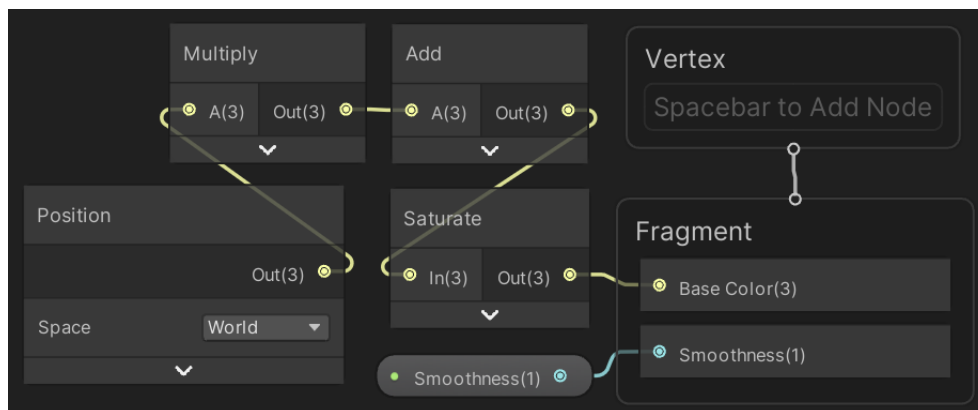 Multiply
A(3) Out(3)
Add
A(3) Out(3)
Vertex
Spacebar to Add Node
Position
Out(3)
Space World
Saturate
In(3) Out(3)
Smoothness(1)
Fragment
Base Color(3)
Smoothness(1)